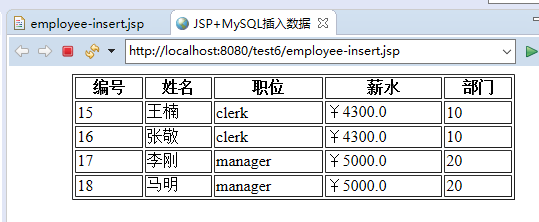 employee-insert.jsp JSP+MySQL插入数据
http://localhost:8080/test6/employee-insert.jsp
编号 姓名 职位 薪水 部门
15 王楠 clerk ￥4300.0 10
16 张敬 clerk ￥4300.0 10
17 李刚 manager ￥5000.0 20
18 马明 manager ￥5000.0 20